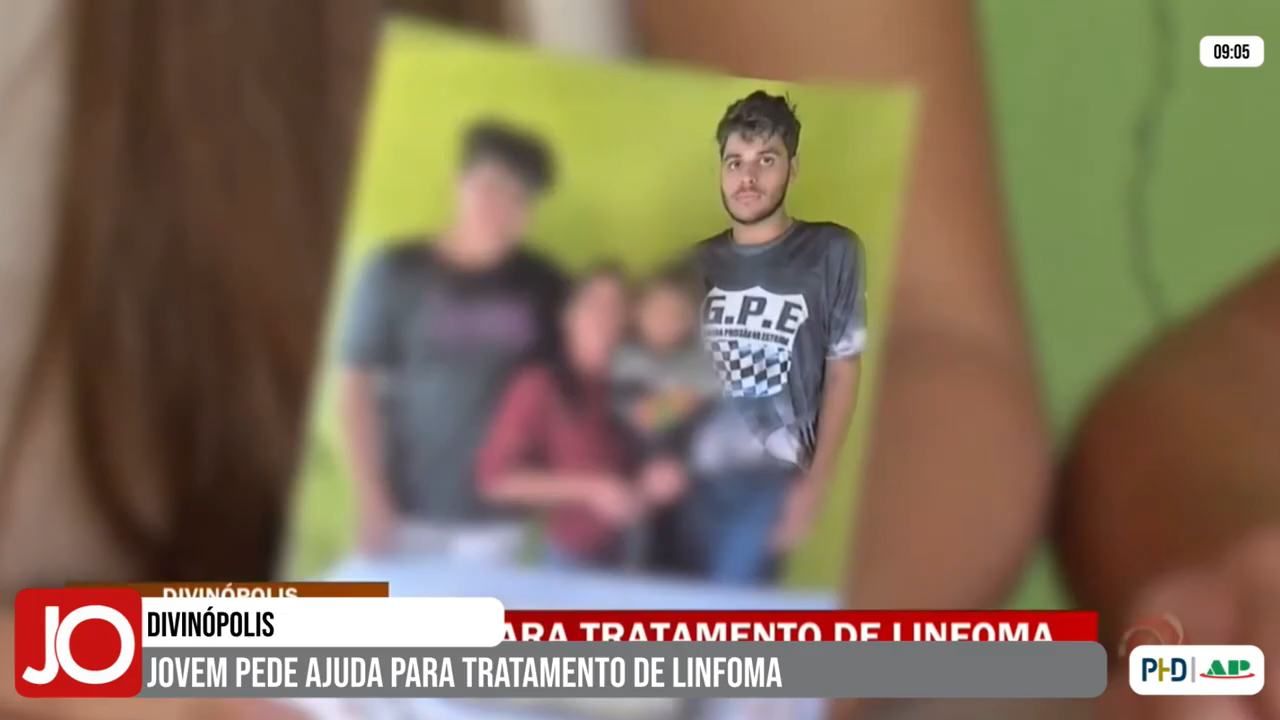 09:05
G.P.E
DIVINÓPOLIS
ARA TRATAMENTO DE LINFOMA
JO
DIVINÓPOLIS
JOVEM PEDE AJUDA PARA TRATAMENTO DE LINFOMA
PHD AP